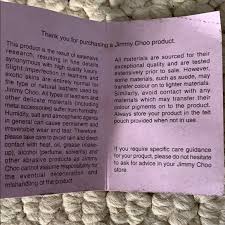 Thank you for purchasing a Jimmy Choo product.
This product is the result of extensive
research, resulting in fine details
synonymous with high quality luxury.
Slight imperfection in leathers and
exotic skins are entirely normal for
the type of natural leathers used by
Jimmy Choo. All types of leathers and
other delicate materials (including
metal accessories) suffer from humidity.
Humidity, salt and atmospheric agents
in general can cause permanent and
irreversible wear and tear. Therefore,
please take care to avoid rain and direct
contact with heat, oil, grease (make-
up), alcohol (perfume, solvents) and
other abrasive products as Jimmy
Choo cannot assume responsibility for
the eventual deterioration and
mishandling of the product.
All materials are sourced for their
exceptional quality and are tested
extensively prior to sale. However,
some materials, such as suede, may
transfer colour on to lighter materials.
Similarly, avoid contact with any
materials which may transfer their
colour pigments on to the product.
Always store your product in the felt
pouch provided when not in use.
If you require specific care guidance
for your product, please do not hesitate
to ask for advice in your Jimmy Choo
store.